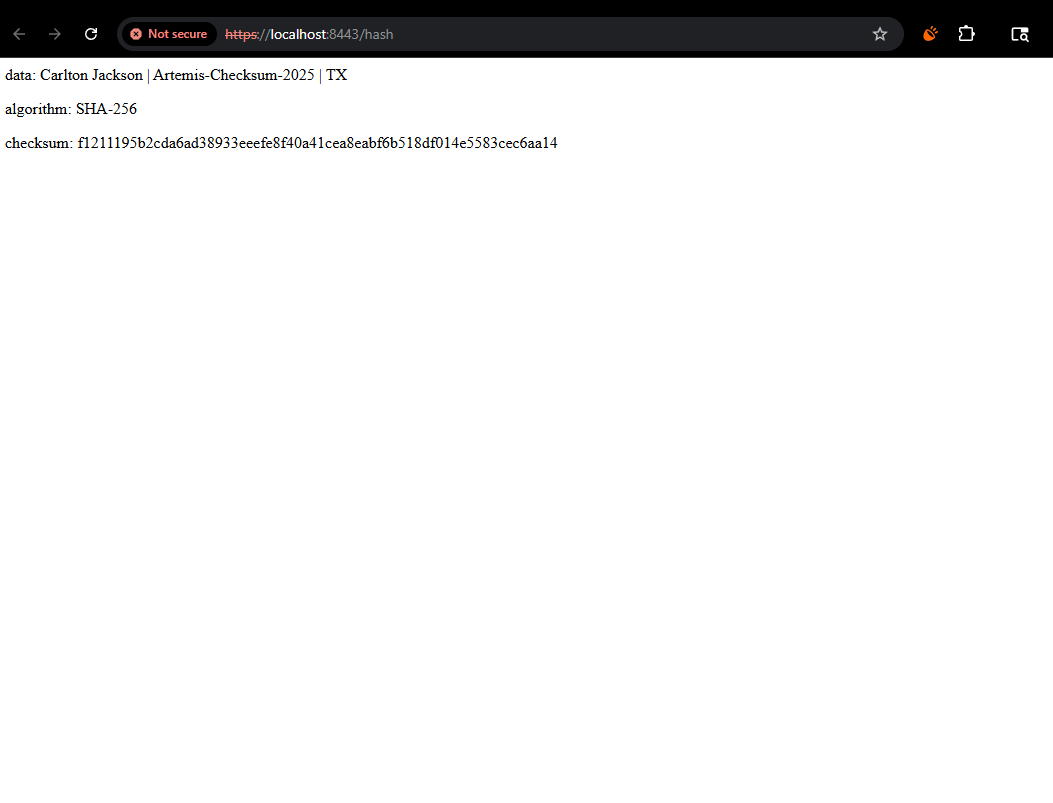 Not secure https://localhost:8443/hash
data: Carlton Jackson | Artemis-Checksum-2025 | TX
algorithm: SHA-256
checksum: f1211195b2cda6ad38933eeefe8f40a41cea8eabf6b518df014e5583cec6aa14